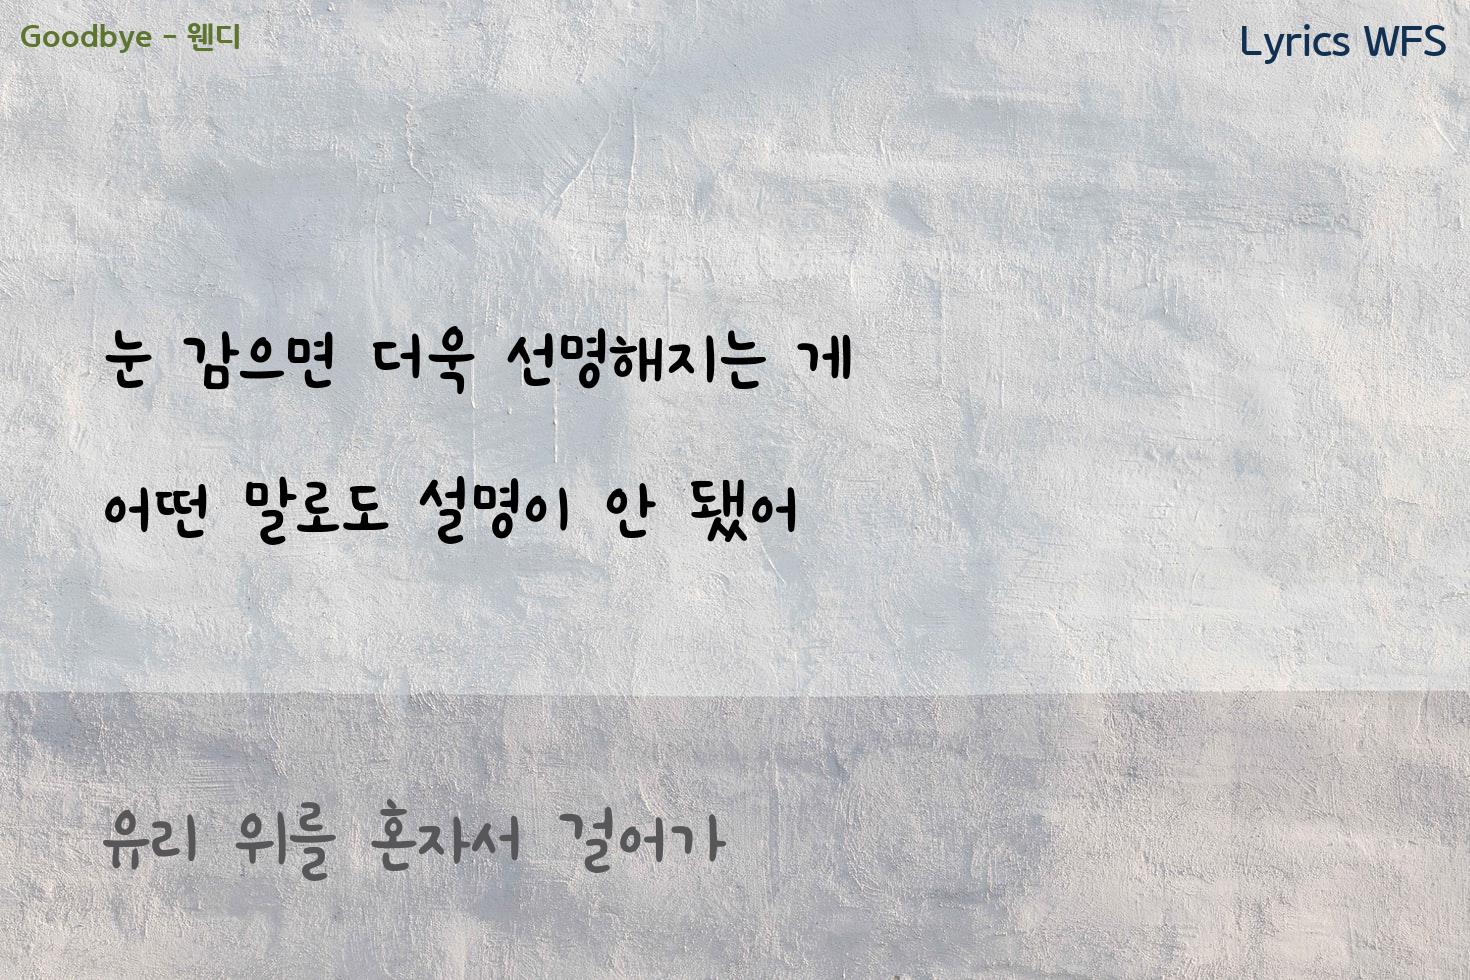 Goodbye - 웬디
Lyrics WFS
눈 감으면 더욱 선명해지는 게
어떤 말로도 설명이 안 됐어
유리 위를 혼자서 걸어가